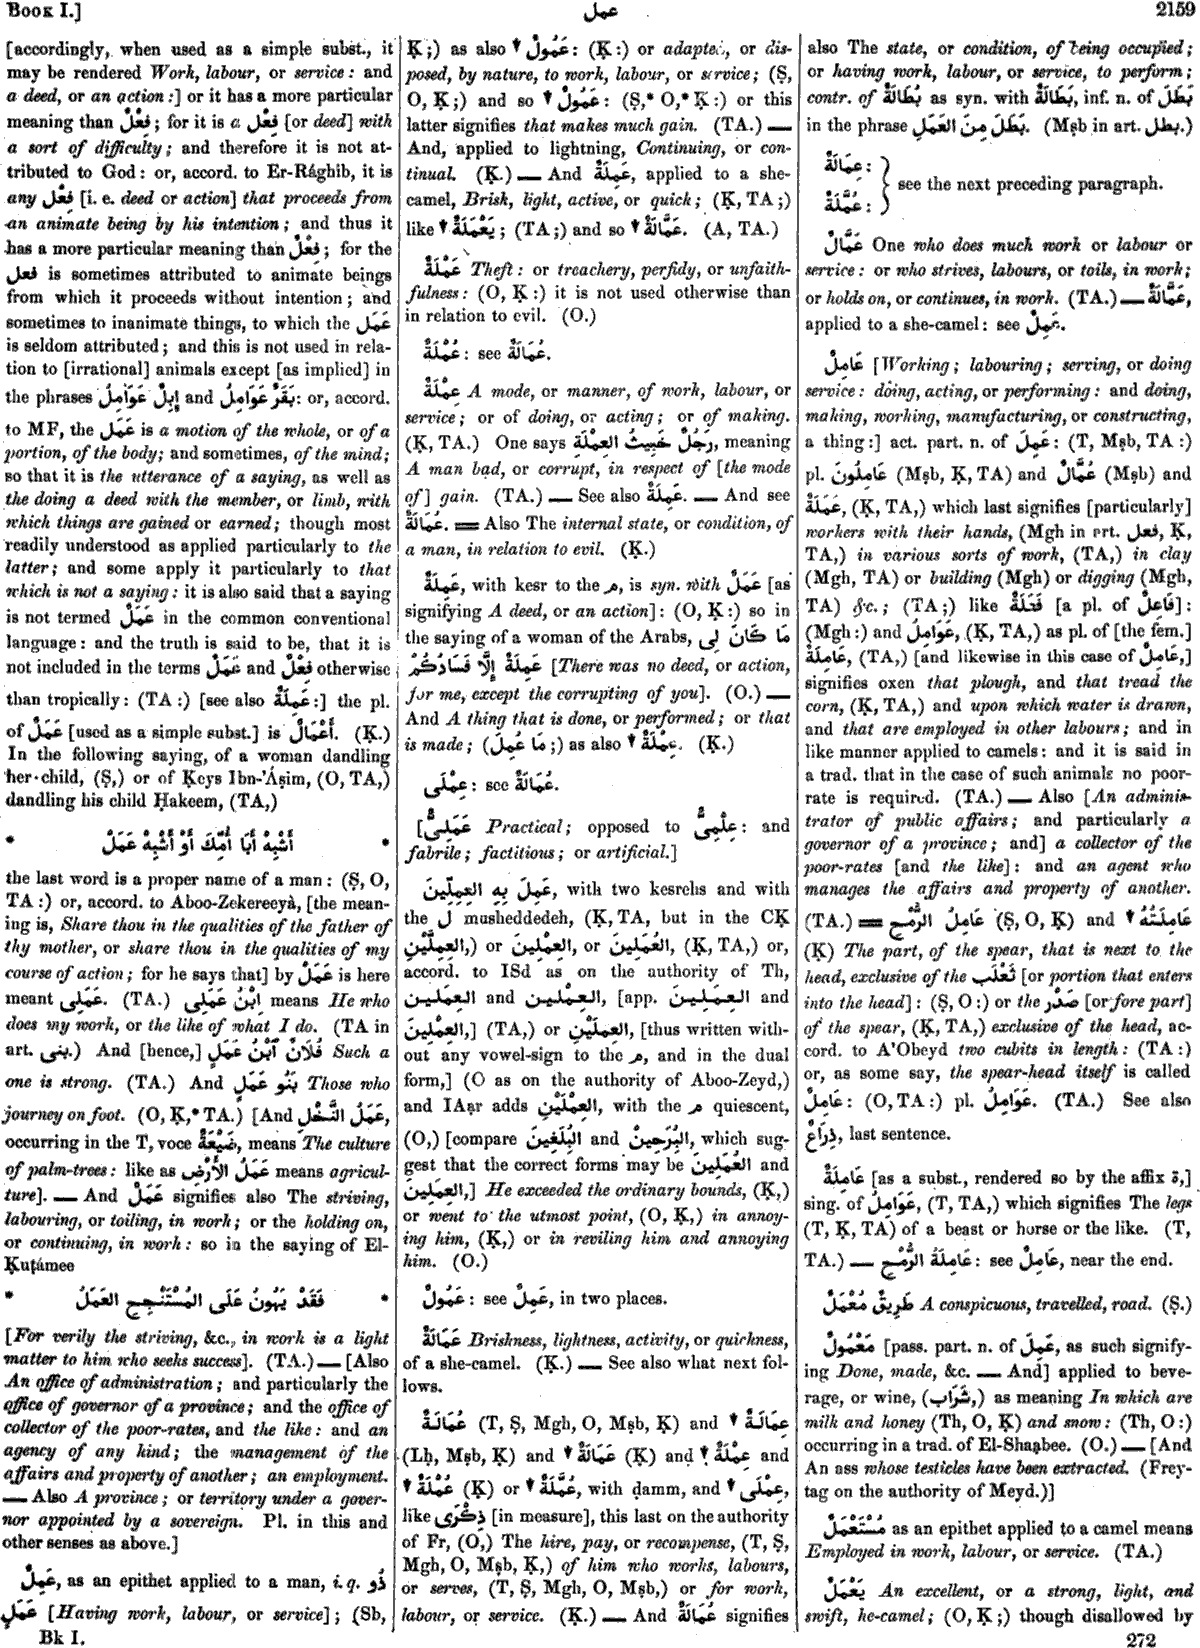 BOOK I.] عمل 2159
[accordingly, when used as a simple subst., it
may be rendered Work, labour, or service: and
a deed, or an action:] or it has a more particular
meaning than فِعْلٌ; for it is a فِعْل [or deed] with
a sort of difficulty; and therefore it is not at-
tributed to God: or, accord. to Er-Rághib, it is
any فِعْل [i. e. deed or action] that proceeds from
an animate being by his intention; and thus it
has a more particular meaning than فِعْلٌ; for the
فعل is sometimes attributed to animate beings
from which it proceeds without intention; and
sometimes to inanimate things, to which the عَمَل
is seldom attributed; and this is not used in rela-
tion to [irrational] animals except [as implied] in
the phrases إِبِلٌ عَوَامِلُ and بَقَرٌ عَوَامِلُ: or, accord.
to MF, the عَمَل is a motion of the whole, or of a
portion, of the body; and sometimes, of the mind;
so that it is the utterance of a saying, as well as
the doing a deed with the member, or limb, with
which things are gained or earned; though most
readily understood as applied particularly to the
latter; and some apply it particularly to that
which is not a saying: it is also said that a saying
is not termed عَمَلٌ in the common conventional
language: and the truth is said to be, that it is
not included in the terms عَمَلٌ and فِعْلٌ otherwise
than tropically: (TA:) [see also عَمِلَةٌ:] the pl.
of عَمَلٌ [used as a simple subst.] is أَعْمَالٌ. (Ḳ.)
In the following saying, of a woman dandling
her child, (Ṣ,) or of Ḳeys Ibn-'Áṣim, (O, TA,)
dandling his child Ḥakeem, (TA,)
* أَشْبِهْ أَبَا أُمِّكَ أَوْ أَشْبِهْ عَمَلْ *
the last word is a proper name of a man: (Ṣ, O,
TA:) or, accord. to Aboo-Zekereeyà, [the mean-
ing is, Share thou in the qualities of the father of
thy mother, or share thou in the qualities of my
course of action; for he says that] by عَمَلْ is here
meant عَمَلِى. (TA.) اِبْنُ عَمَلِى means He who
does my work, or the like of what I do. (TA in
art. بنى.) And [hence,] فُلَانٌ ٱبْنُ عَمَلٍ Such a
one is strong. (TA.) And بَنُو عَمَلٍ Those who
journey on foot. (O, Ḳ,* TA.) [And عَمَلُ النَّخْلِ,
occurring in the T, voce ضَيْعَةٌ, means The culture
of palm-trees: like as عَمَلُ الأَرْضِ means agricul-
ture]. — And عَمَلٌ signifies also The striving,
labouring, or toiling, in work; or the holding on,
or continuing, in work: so in the saying of El-
Ḳuṭámee
* فَقَدْ يَهُونُ عَلَى المُسْتَنْجِحِ العَمَلُ *
[For verily the striving, &c., in work is a light
matter to him who seeks success]. (TA.) — [Also
An office of administration; and particularly the
office of governor of a province; and the office of
collector of the poor-rates, and the like: and an
agency of any kind; the management of the
affairs and property of another; an employment.
— Also A province; or territory under a gover-
nor appointed by a sovereign. Pl. in this and
other senses as above.]
عَمِلٌ, as an epithet applied to a man, i. q. ذُو
عَمَلٍ [Having work, labour, or service]; (Sb,
Bk I.
Ḳ;) as also ▾ عَمُولٌ: (Ḳ:) or adapted, or dis-
posed, by nature, to work, labour, or service; (Ṣ,
O, Ḳ;) and so ▾ عَمُولٌ: (Ṣ,* O,* Ḳ:) or this
latter signifies that makes much gain. (TA.) —
And, applied to lightning, Continuing, or con-
tinual. (Ḳ.) — And عَمِلَةٌ, applied to a she-
camel, Brisk, light, active, or quick; (Ḳ, TA;)
like ▾ يَعْمَلَةٌ; (TA;) and so ▾ عَمَّالَةٌ. (A, TA.)
عَمْلَةٌ Theft: or treachery, perfidy, or unfaith-
fulness: (O, Ḳ:) it is not used otherwise than
in relation to evil. (O.)
عُمْلَةٌ: see عُمَالَةٌ.
عِمْلَةٌ A mode, or manner, of work, labour, or
service; or of doing, or acting; or of making.
(Ḳ, TA.) One says رَجُلٌ خَبِيثُ العِمْلَةِ, meaning
A man bad, or corrupt, in respect of [the mode
of] gain. (TA.) — See also عَمِلَةٌ. — And see
عُمَالَةٌ. ═ Also The internal state, or condition, of
a man, in relation to evil. (Ḳ.)
عَمِلَةٌ, with kesr to the م, is syn. with عَمَلٌ [as
signifying A deed, or an action]: (O, Ḳ:) so in
the saying of a woman of the Arabs, مَا كَانَ لِى
عَمِلَةٌ إِلَّا فَسَادُكُمْ [There was no deed, or action,
for me, except the corrupting of you]. (O.) —
And A thing that is done, or performed; or that
is made; (مَا عُمِلَ;) as also ▾ عِمْلَةٌ. (Ḳ.)
عِمْلَى: see عُمَالَةٌ.
[عَمَلِىٌّ Practical; opposed to عِلْمِىٌّ: and
fabrile; factitious; or artificial.]
عَمِلَ بِهِ العِمِلِّينَ, with two kesrehs and with
the ل musheddedeh, (Ḳ, TA, but in the CḲ
العِمِلَّيْنِ,) or العِمْلِينَ, or العُمَلِينَ, (Ḳ, TA,) or,
accord. to ISd as on the authority of Th,
العِمَلِينَ and العِمْلِينَ, [app. العِمَلِينَ and
العِمْلِينَ,] (TA,) or العملَيْنِ, [thus written with-
out any vowel-sign to the م, and in the dual
form,] (O as on the authority of Aboo-Zeyd,)
and IAar adds العِمْلَيْنِ, with the م quiescent,
(O,) [compare البُرَحِينَ and البُلَغِينَ, which sug-
gest that the correct forms may be العُمَلِينَ and
العِمَلِينَ,] He exceeded the ordinary bounds, (Ḳ,)
or went to the utmost point, (O, Ḳ,) in annoy-
ing him, (Ḳ,) or in reviling him and annoying
him. (O.)
عَمُولٌ: see عَمِلٌ, in two places.
عَمَالَةٌ Briskness, lightness, activity, or quickness,
of a she-camel. (Ḳ.) — See also what next fol-
lows.
عُمَالَةٌ (T, Ṣ, Mgh, O, Mṣb, Ḳ) and ▾ عِمَالَةٌ
(Lḥ, Mṣb, Ḳ) and ▾ عَمَالَةٌ (Ḳ) and ▾ عِمْلَةٌ and
▾ عُمْلَةٌ (Ḳ) or ▾ عُمَّلَةٌ, with ḍamm, and ▾ عِمْلَى,
like ذِكْرَى [in measure], this last on the authority
of Fr, (O,) The hire, pay, or recompense, (T, Ṣ,
Mgh, O, Mṣb, Ḳ,) of him who works, labours,
or serves, (T, Ṣ, Mgh, O, Mṣb,) or for work,
labour, or service. (Ḳ.) — And عُمَالَةٌ signifies
also The state, or condition, of being occupied;
or having work, labour, or service, to perform;
contr. of بُطَالَةٌ as syn. with بَطَالَةٌ, inf. n. of بَطَلَ
in the phrase بَطَلَ مِنَ العَمَلِ. (Mṣb in art. بطل.)
عِمَالَةٌ: } see the next preceding paragraph.
عُمَّلَةٌ:
عَمَّالٌ One who does much work or labour or
service: or who strives, labours, or toils, in work;
or holds on, or continues, in work. (TA.) — عَمَّالَةٌ,
applied to a she-camel: see عَمِلٌ.
عَامِلٌ [Working; labouring; serving, or doing
service: doing, acting, or performing: and doing,
making, working, manufacturing, or constructing,
a thing:] act. part. n. of عَمِلَ: (T, Mṣb, TA:)
pl. عَامِلُونَ (Mṣb, Ḳ, TA) and عُمَّالٌ (Mṣb) and
عَمَلَةٌ, (Ḳ, TA,) which last signifies [particularly]
workers with their hands, (Mgh in art. فعل, Ḳ,
TA,) in various sorts of work, (TA,) in clay
(Mgh, TA) or building (Mgh) or digging (Mgh,
TA) &c.; (TA;) like فَعَلَةٌ [a pl. of فَاعِلٌ]:
(Mgh:) and عَوَامِلُ, (Ḳ, TA,) as pl. of [the fem.]
عَامِلَةٌ, (TA,) [and likewise in this case of عَامِلٌ,]
signifies oxen that plough, and that tread the
corn, (Ḳ, TA,) and upon which water is drawn,
and that are employed in other labours; and in
like manner applied to camels: and it is said in
a trad. that in the case of such animals no poor-
rate is required. (TA.) — Also [An adminis-
trator of public affairs; and particularly a
governor of a province; and] a collector of the
poor-rates [and the like]: and an agent who
manages the affairs and property of another.
(TA.) ═ عَامِلُ الرُّمْحِ (Ṣ, O, Ḳ) and ▾ عَامِلَتُهُ
(Ḳ) The part, of the spear, that is next to the
head, exclusive of the ثَعْلَب [or portion that enters
into the head]: (Ṣ, O:) or the صَدْر [or fore part]
of the spear, (Ḳ, TA,) exclusive of the head, ac-
cord. to A'Obeyd two cubits in length: (TA:)
or, as some say, the spear-head itself is called
عَامِلٌ: (O, TA:) pl. عَوَامِلُ. (TA.) See also
ذِرَاعٌ, last sentence.
عَامِلَةٌ [as a subst., rendered so by the affix ة,]
sing. of عَوَامِلُ, (T, TA,) which signifies The legs
(T, Ḳ, TA) of a beast or horse or the like. (T,
TA.) — عَامِلَةُ الرُّمْحِ: see عَامِلٌ, near the end.
طَرِيقٌ مُعْمَلٌ A conspicuous, travelled, road. (Ṣ.)
مَعْمُولٌ [pass. part. n. of عَمِلَ, as such signify-
ing Done, made, &c. — And] applied to beve-
rage, or wine, (شَرَاب,) as meaning In which are
milk and honey (Th, O, Ḳ) and snow: (Th, O:)
occurring in a trad. of El-Shaạbee. (O.) — [And
An ass whose testicles have been extracted. (Frey-
tag on the authority of Meyd.)]
مُسْتَعْمَلٌ as an epithet applied to a camel means
Employed in work, labour, or service. (TA.)
يَعْمَلٌ An excellent, or a strong, light, and
swift, he-camel; (O, Ḳ;) though disallowed by
272